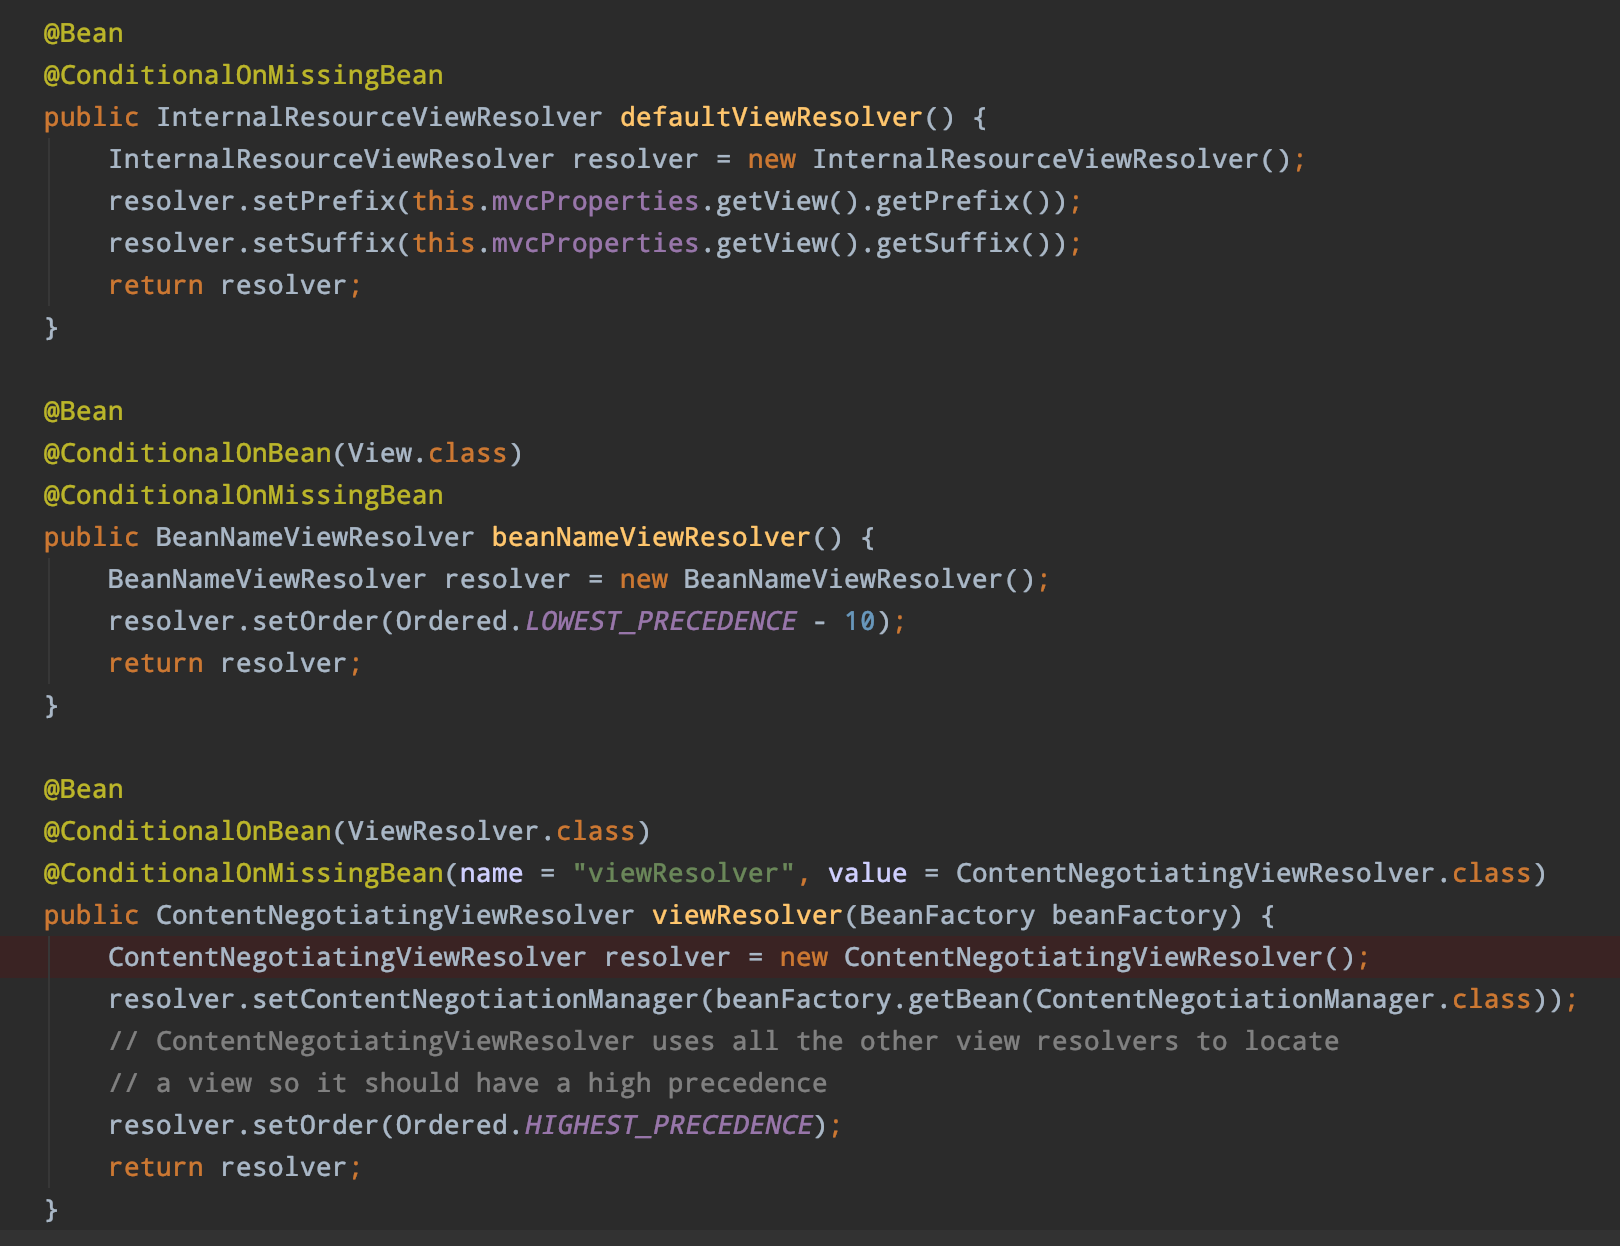 @Bean
@ConditionalOnMissingBean
public InternalResourceViewResolver defaultViewResolver() {
    InternalResourceViewResolver resolver = new InternalResourceViewResolver();
    resolver.setPrefix(this.mvcProperties.getView().getPrefix());
    resolver.setSuffix(this.mvcProperties.getView().getSuffix());
    return resolver;
}

@Bean
@ConditionalOnBean(View.class)
@ConditionalOnMissingBean
public BeanNameViewResolver beanNameViewResolver() {
    BeanNameViewResolver resolver = new BeanNameViewResolver();
    resolver.setOrder(Ordered.LOWEST_PRECEDENCE - 10);
    return resolver;
}

@Bean
@ConditionalOnBean(ViewResolver.class)
@ConditionalOnMissingBean(name = "viewResolver", value = ContentNegotiatingViewResolver.class)
public ContentNegotiatingViewResolver viewResolver(BeanFactory beanFactory) {
    ContentNegotiatingViewResolver resolver = new ContentNegotiatingViewResolver();
    resolver.setContentNegotiationManager(beanFactory.getBean(ContentNegotiationManager.class));
    // ContentNegotiatingViewResolver uses all the other view resolvers to locate
    // a view so it should have a high precedence
    resolver.setOrder(Ordered.HIGHEST_PRECEDENCE);
    return resolver;
}